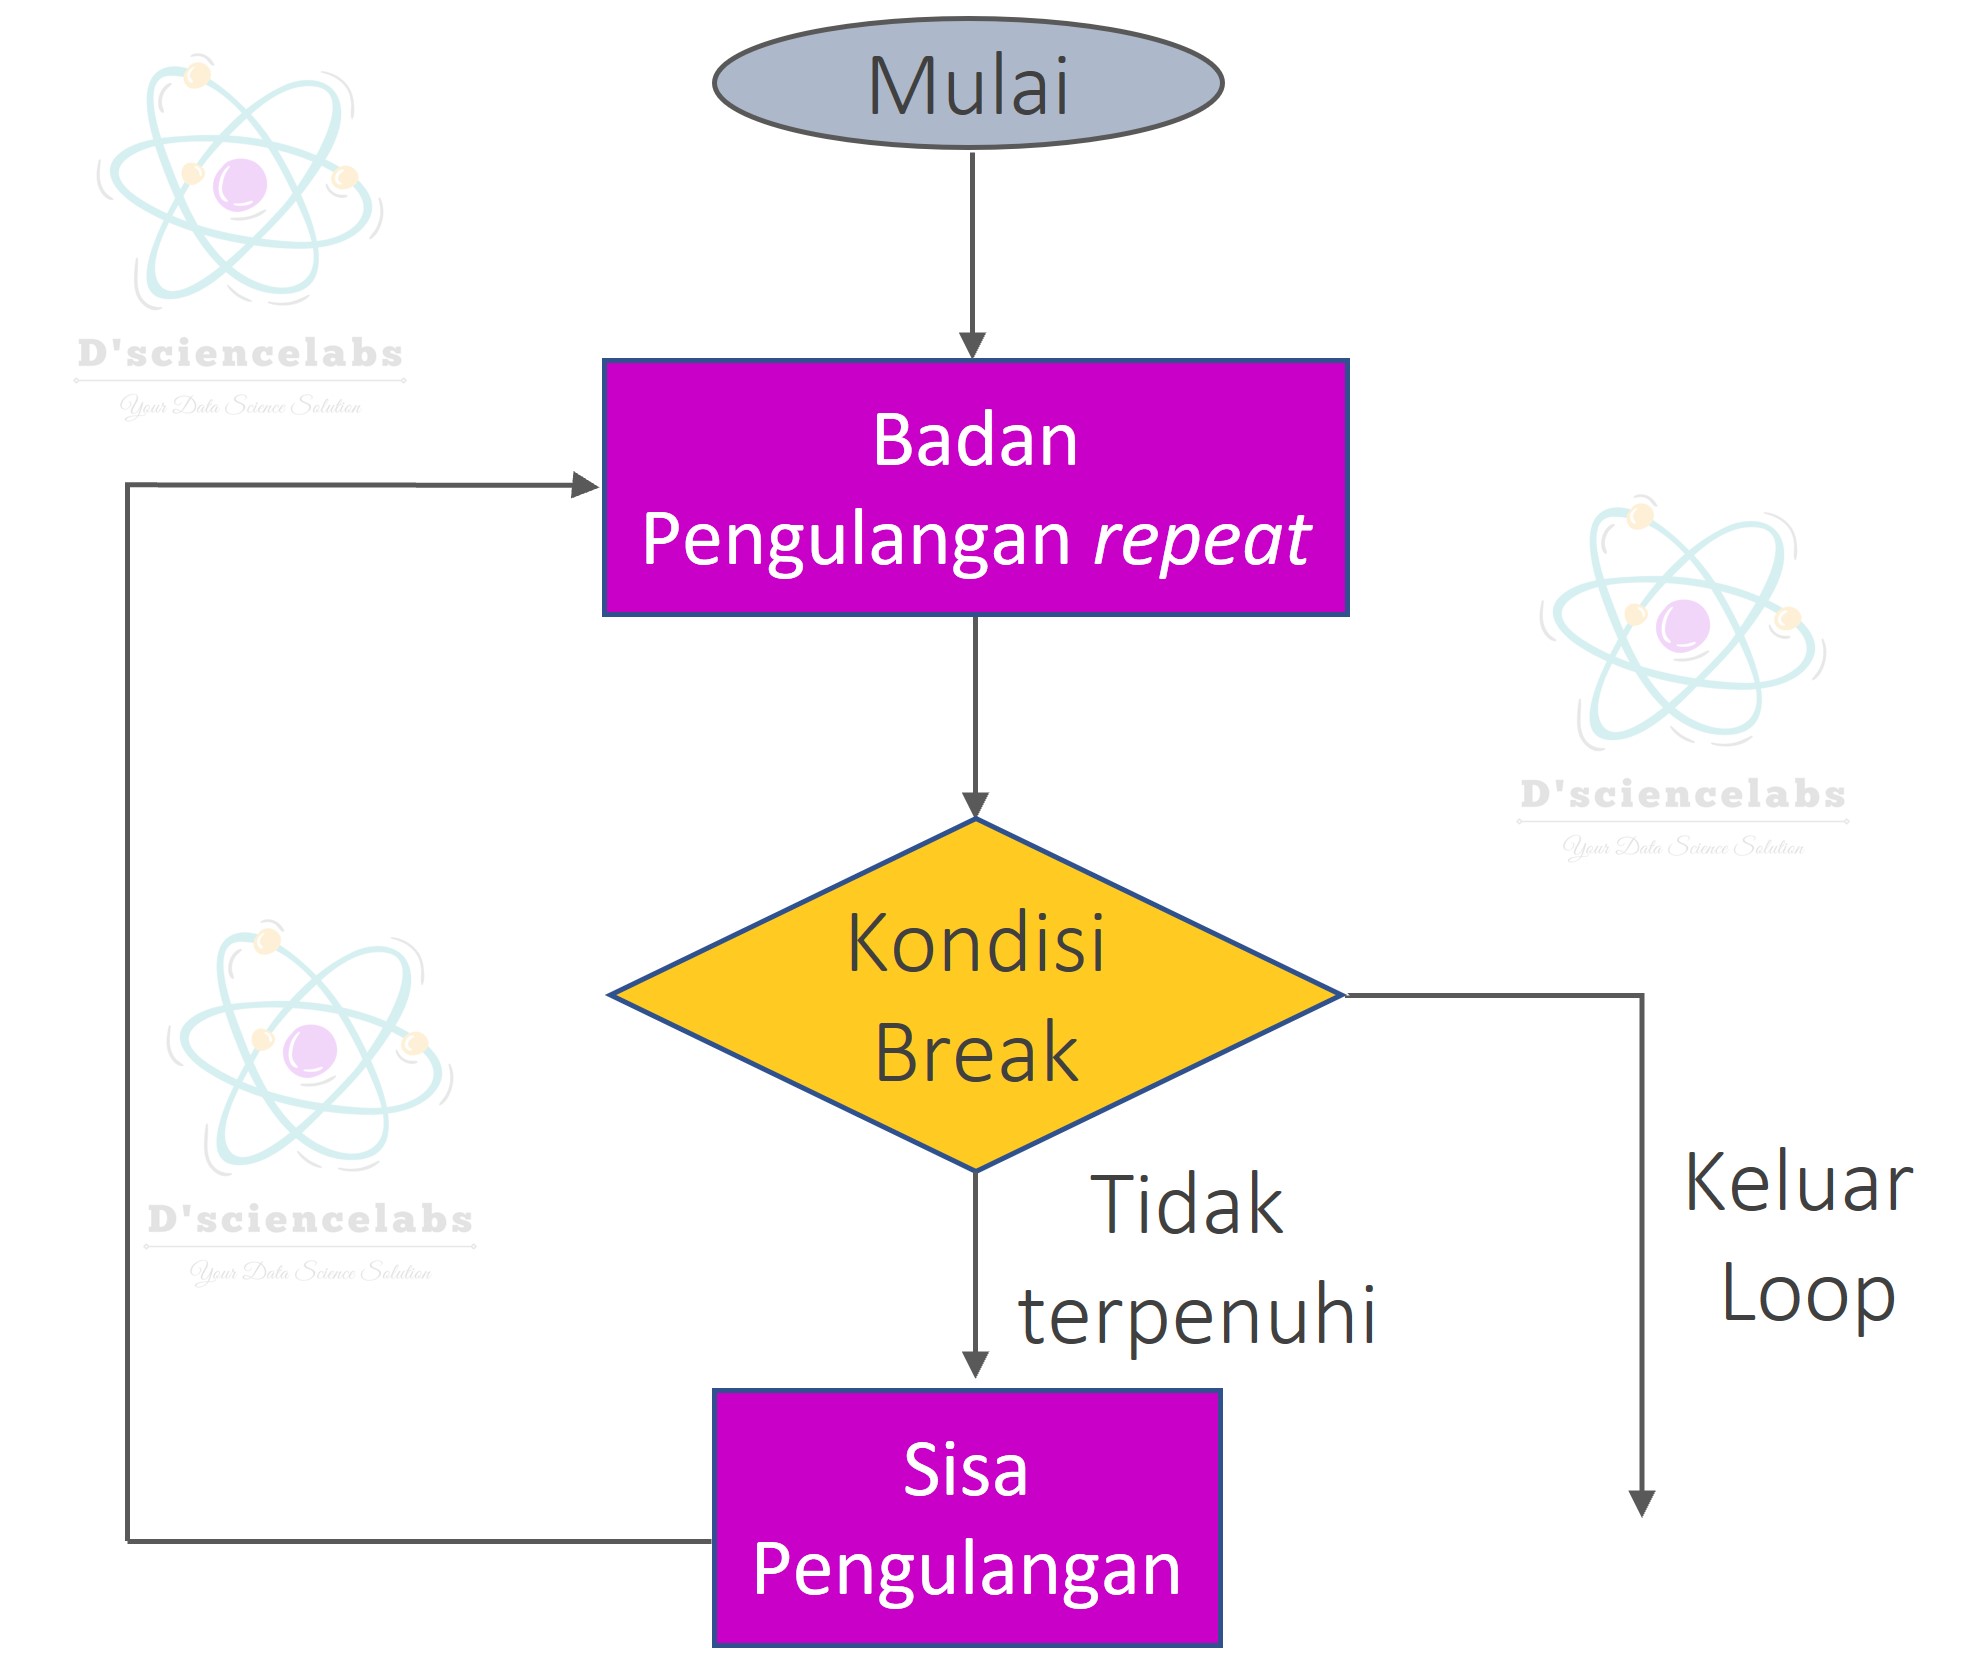 Mulai
D'sciencelabs
Your Data Science Solution
Badan
Pengulangan repeat
D'sciencelabs
Your Data Science Solution
Kondisi
Break
D'sciencelabs
Your Data Science Solution
Tidak
terpenuhi
Keluar
Loop
Sisa
Pengulangan